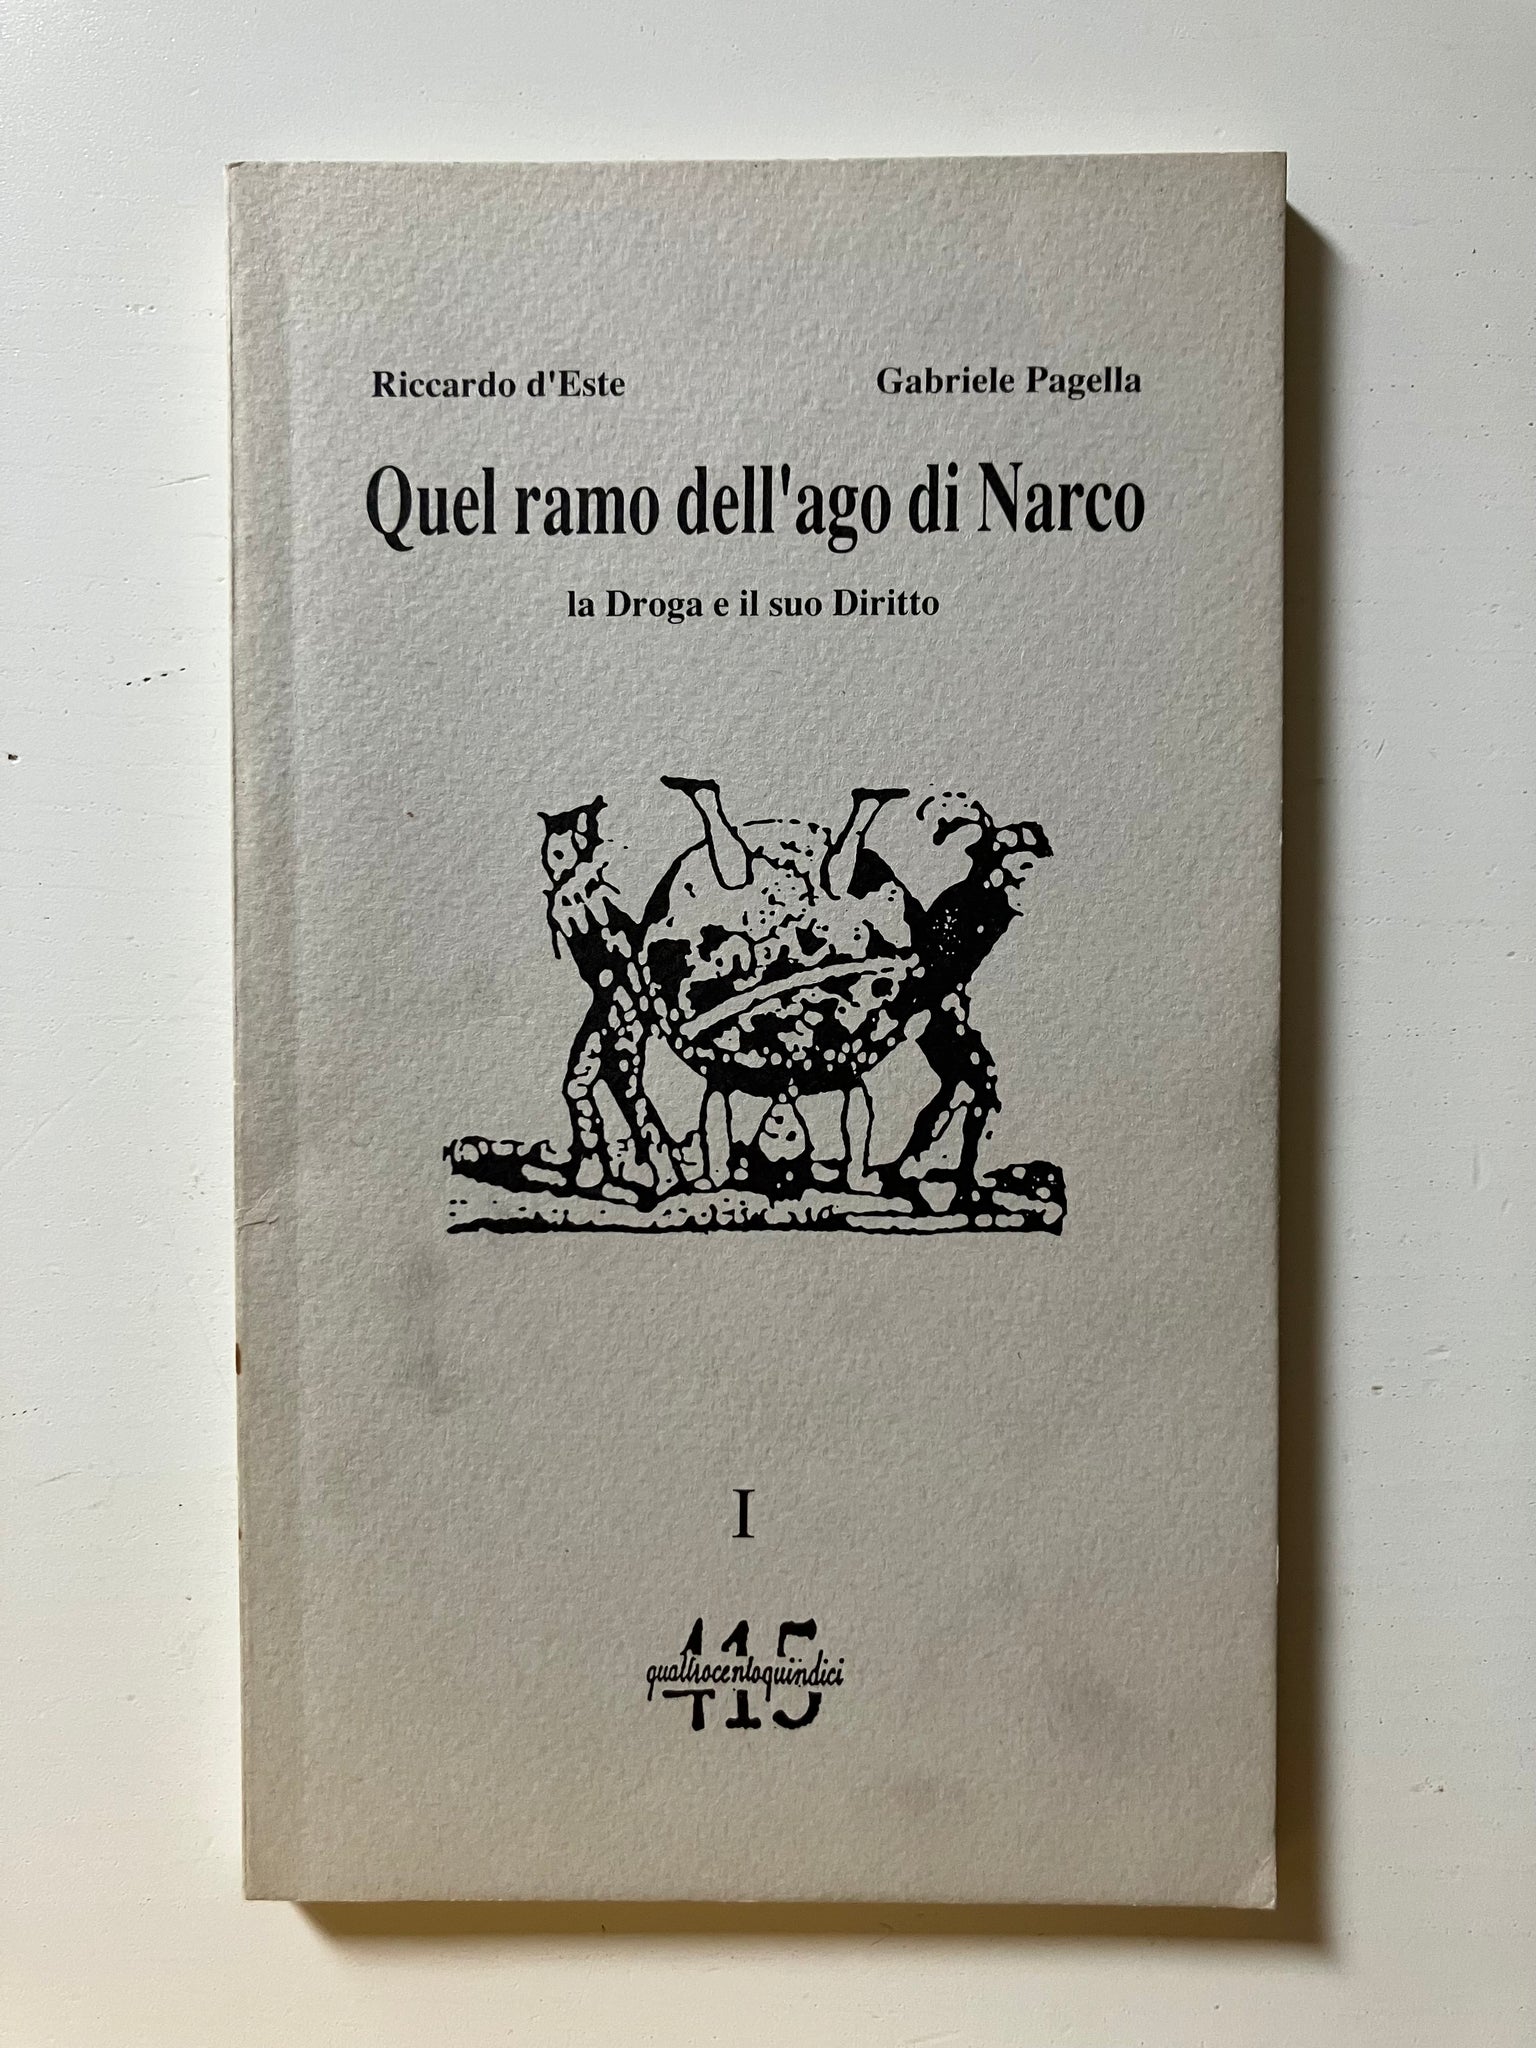 Riccardo d'Este Gabriele Pagella
Quel ramo dell'ago di Narco
la Droga e il suo Diritto
I
415
quattrocentoquindici